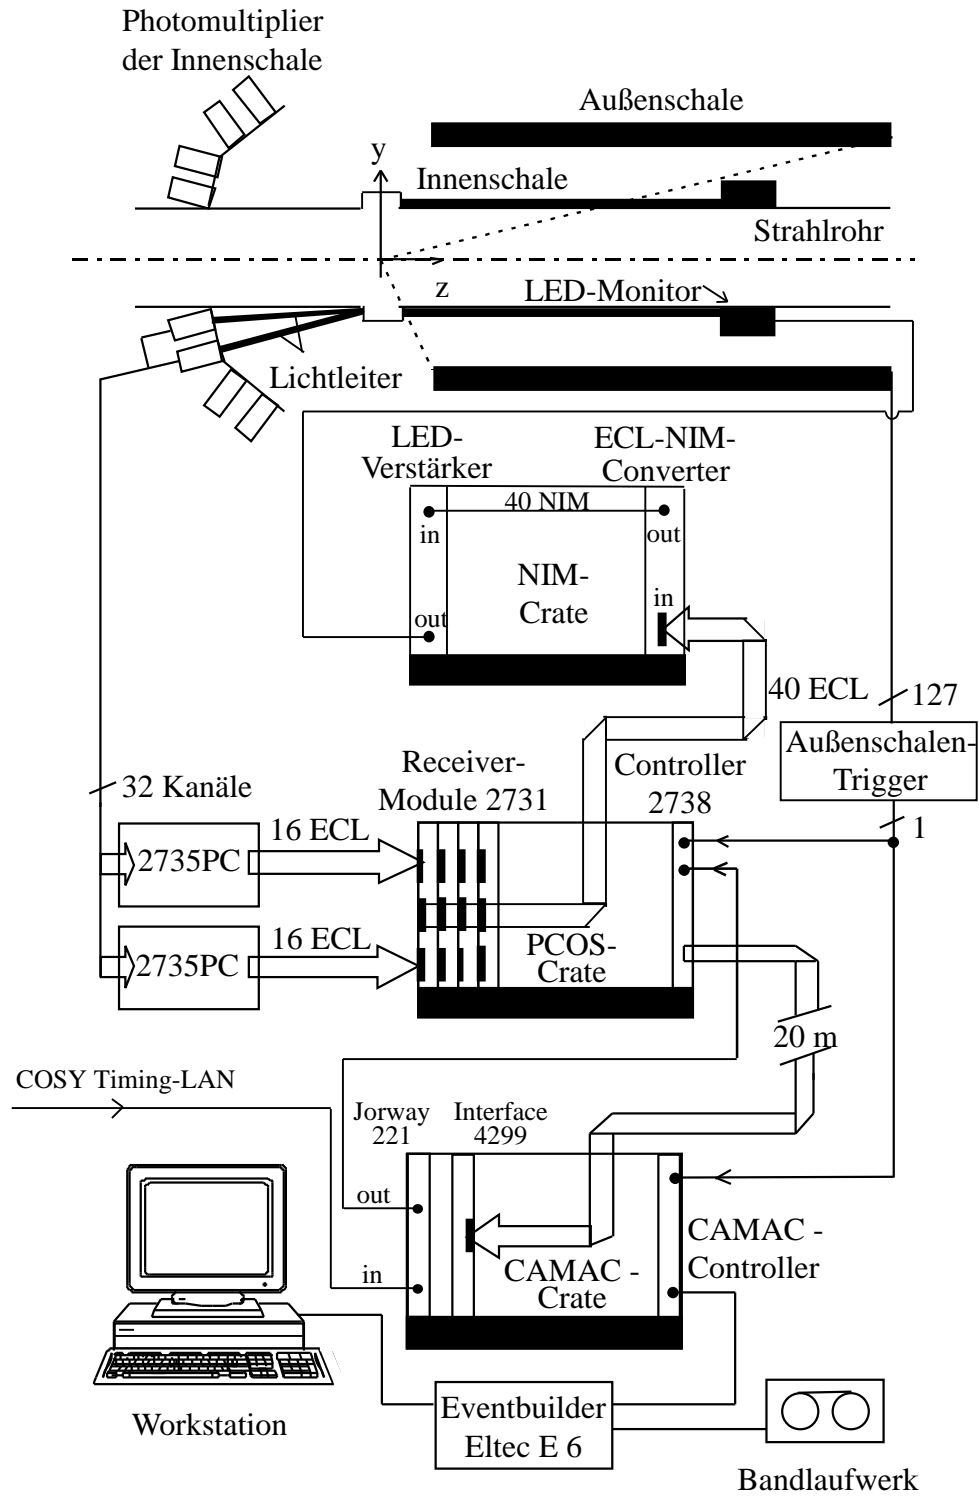 Photomultiplier
der Innenschale
Außenschale
y
Innenschale
Strahlrohr
z
LED-Monitor
Lichtleiter
LED-
Verstärker
ECL-NIM-
Converter
40 NIM
in
out
NIM-
Crate
in
out
40 ECL
127
Außenschalen-
Trigger
1
Receiver-
Module 2731
Controller
2738
32 Kanäle
16 ECL
2735PC
16 ECL
2735PC
PCOS-
Crate
20 m
COSY Timing-LAN
Jorway
221
Interface
4299
out
in
CAMAC -
Crate
CAMAC -
Controller
Workstation
Eventbuilder
Eltec E 6
Bandlaufwerk